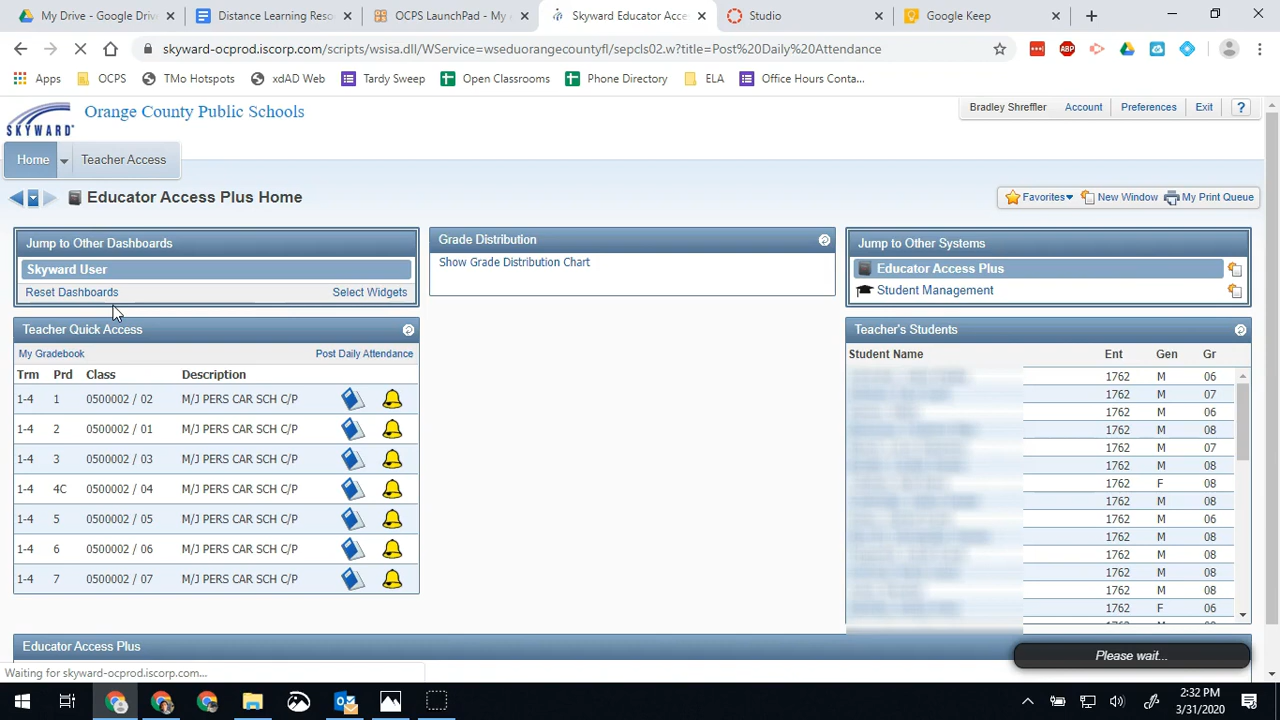 My Drive - Google Driv
Distance Learning Reso
OCPS LaunchPad - My
Skyward Educator Acce
Studio
Google Keep
skyward-ocprod.iscorp.com/scripts/wsisa.dll/WService=wseduorangecountyfl/sepcls02.w?title=Post%20Daily%20Attendance
Apps
OCPS
TMo Hotspots
xdAD Web
Tardy Sweep
Open Classrooms
Phone Directory
ELA
Office Hours Conta...
SKYWARD
Orange County Public Schools
Bradley Shreffler
Account
Preferences
Exit
?
Home
Teacher Access
Educator Access Plus Home
Favorites
New Window
My Print Queue
Jump to Other Dashboards
Skyward User
Reset Dashboards
Select Widgets
Teacher Quick Access
My Gradebook
Post Daily Attendance
Trm Prd Class Description
1-4 1 0500002 / 02 M/J PERS CAR SCH C/P
1-4 2 0500002 / 01 M/J PERS CAR SCH C/P
1-4 3 0500002 / 03 M/J PERS CAR SCH C/P
1-4 4C 0500002 / 04 M/J PERS CAR SCH C/P
1-4 5 0500002 / 05 M/J PERS CAR SCH C/P
1-4 6 0500002 / 06 M/J PERS CAR SCH C/P
1-4 7 0500002 / 07 M/J PERS CAR SCH C/P
Grade Distribution
Show Grade Distribution Chart
Jump to Other Systems
Educator Access Plus
Student Management
Teacher's Students
Student Name Ent Gen Gr
1762 M 06
1762 M 07
1762 M 06
1762 M 08
1762 M 07
1762 M 08
1762 F 08
1762 M 08
1762 M 06
1762 M 08
1762 M 08
1762 M 08
1762 M 08
1762 F 06
Educator Access Plus
Please wait...
Waiting for skyward-ocprod.iscorp.com...
2:32 PM
3/31/2020